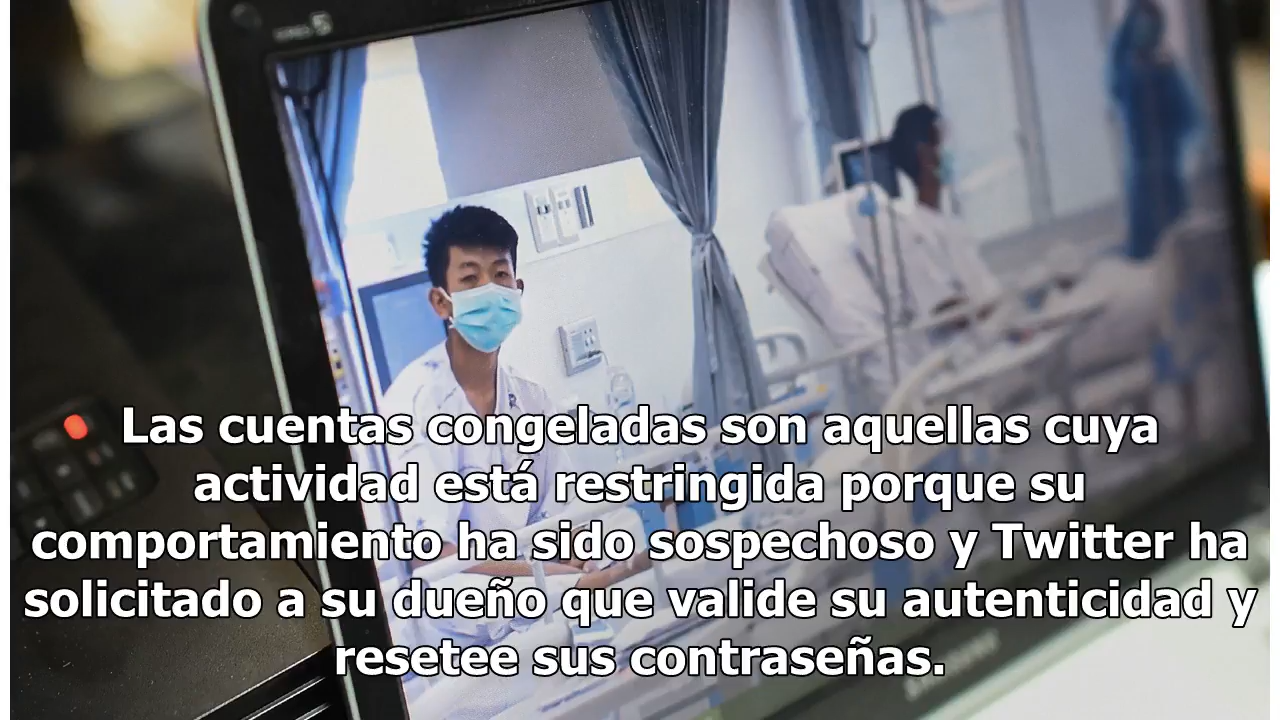 Las cuentas congeladas son aquellas cuya
actividad está restringida porque su
comportamiento ha sido sospechoso y Twitter ha
solicitado a su dueño que valide su autenticidad y
resetee sus contraseñas.